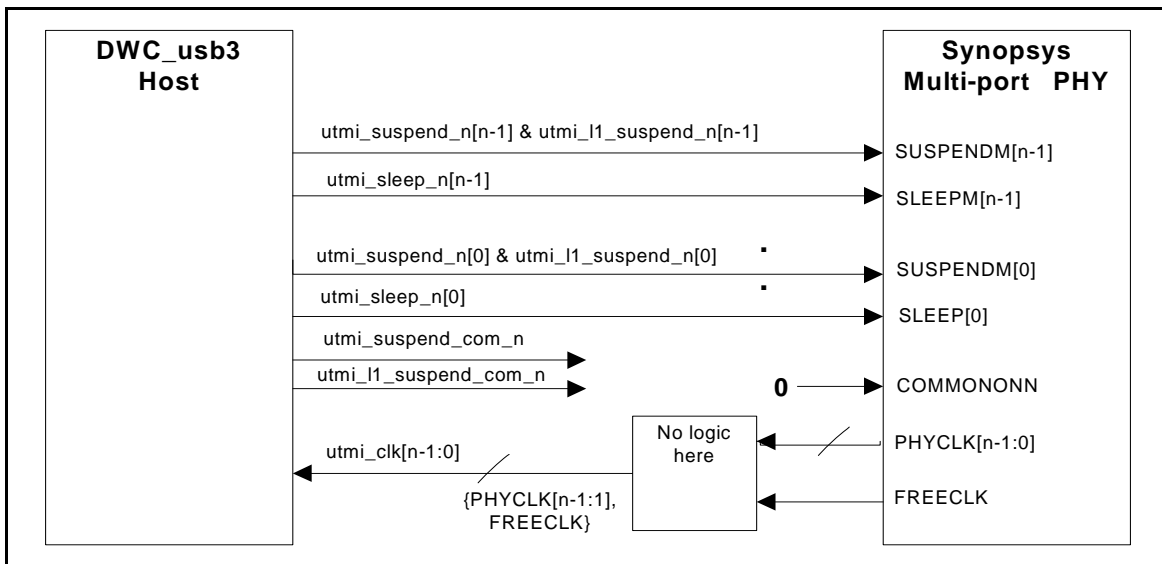 DWC_usb3
Host
Synopsys
Multi-port PHY
utmi_suspend_n[n-1] & utmi_l1_suspend_n[n-1]
SUSPENDM[n-1]
utmi_sleep_n[n-1]
SLEEPM[n-1]
utmi_suspend_n[0] & utmi_l1_suspend_n[0]
SUSPENDM[0]
utmi_sleep_n[0]
SLEEP[0]
utmi_suspend_com_n
utmi_l1_suspend_com_n
0
COMMONONN
No logic
here
PHYCLK[n-1:0]
utmi_clk[n-1:0]
{PHYCLK[n-1:1],
FREECLK}
FREECLK